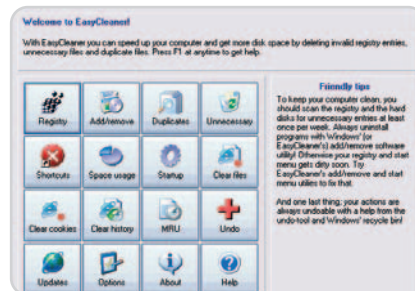 Welcome to EasyCleaner!
With EasyCleaner you can speed up your computer and get more disk space by deleting invalid registry entries,
unnecessary files and duplicate files. Press F1 at anytime to get help.
Registry
Add/remove
Duplicates
Unnecessary
Shortcuts
Space usage
Startup
Clear files
Clear cookies
Clear history
MRU
Undo
Updates
Options
About
Help
Friendly tips
To keep your computer clean, you
should scan the registry and the hard
disks for unnecessary entries at least
once per week. Always uninstall
programs with Windows' (or
EasyCleaner's) add/remove software
utility! Otherwise your registry and start
menu gets dirty soon. Try
EasyCleaner's add/remove and start
menu utilies to fix that.
And one last thing; your actions are
always undoable with a help from the
undo-tool and Windows' recycle bin!